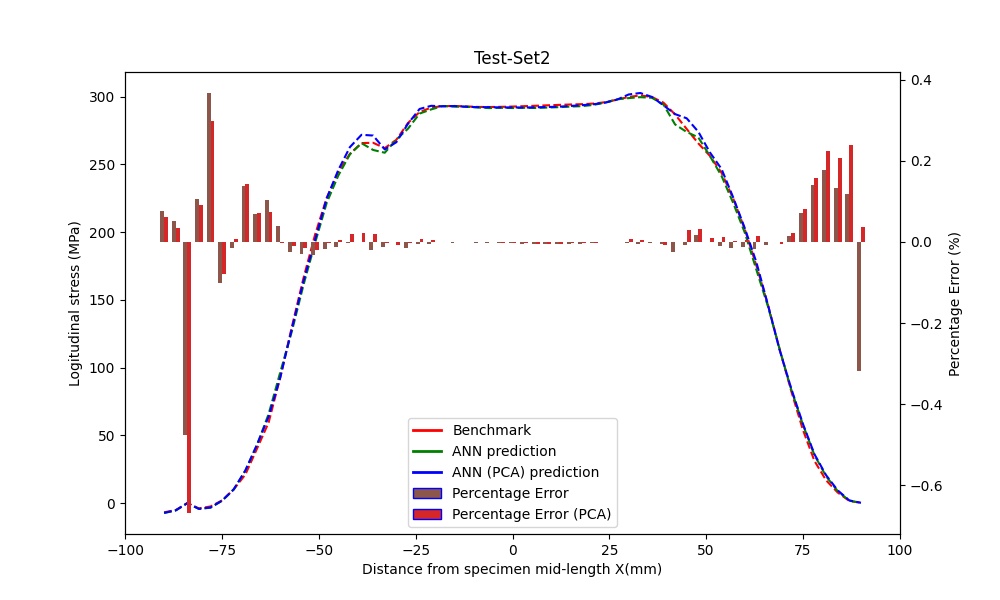 Test-Set2
300
250
200
150
100
50
0
Logitudinal stress (MPa)
0.4
0.2
0.0
−0.2
−0.4
−0.6
Percentage Error (%)
Benchmark
ANN prediction
ANN (PCA) prediction
Percentage Error
Percentage Error (PCA)
−100 −75 −50 −25 0 25 50 75 100
Distance from specimen mid-length X(mm)